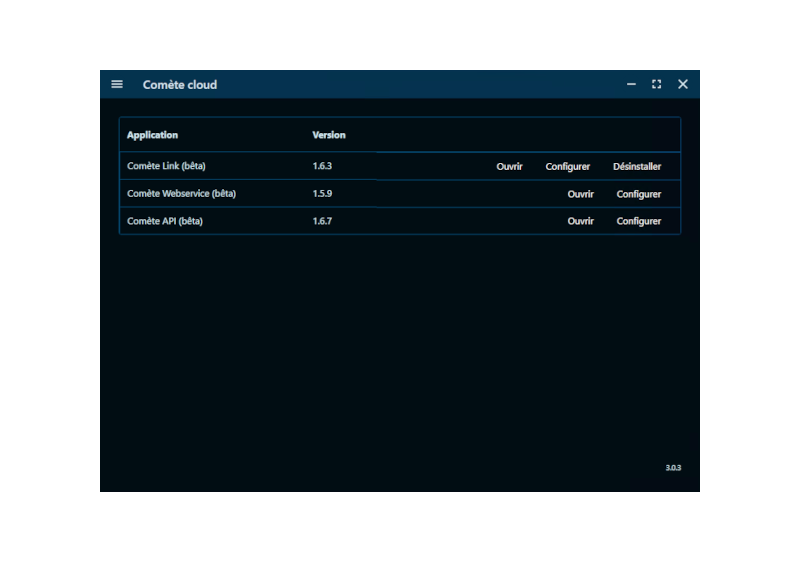 Comète cloud
Application Version
Comète Link (bêta) 1.6.3 Ouvrir Configurer Désinstaller
Comète Webservice (bêta) 1.5.9 Ouvrir Configurer
Comète API (bêta) 1.6.7 Ouvrir Configurer
3.0.3